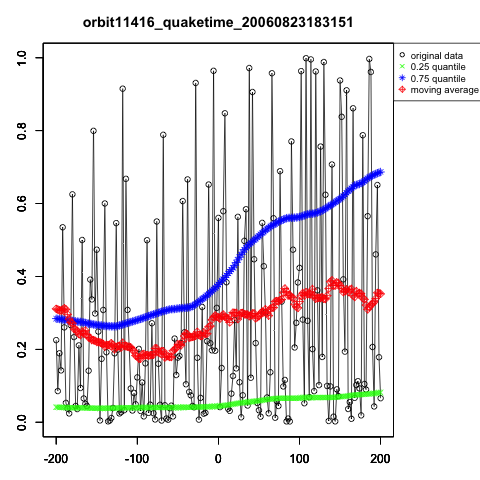 orbit11416_quaketime_20060823183151
original data
0.25 quantile
0.75 quantile
moving average
1.0
0.8
0.6
0.4
0.2
0.0
-200 -100 0 100 200